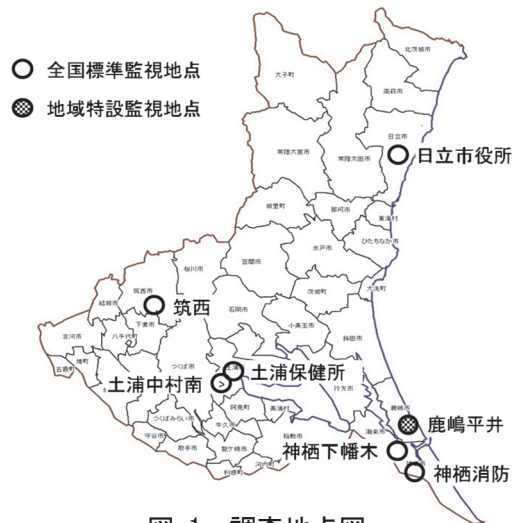 全国標準監視地点
地域特設監視地点
北茨城市
大子町
高萩市
日立市
日立市役所
常陸大宮市
常陸太田市
城里町
那珂市
東海村
ひたちなか市
水戸市
笠間市
桜川市
筑西市
筑西
結城市
茨城町
大洗町
石岡市
小美玉市
鉾田市
下妻市
八千代町
古河市
境町
五霞町
つくば市
土浦保健所
土浦中村南
行方市
鹿嶋市
鹿嶋平井
阿見町
美浦村
潮来市
つくばみらい市
牛久市
稲敷市
神栖下幡木
守谷市
取手市
龍ケ崎市
河内町
利根町
神栖消防
図 1 調査地点図